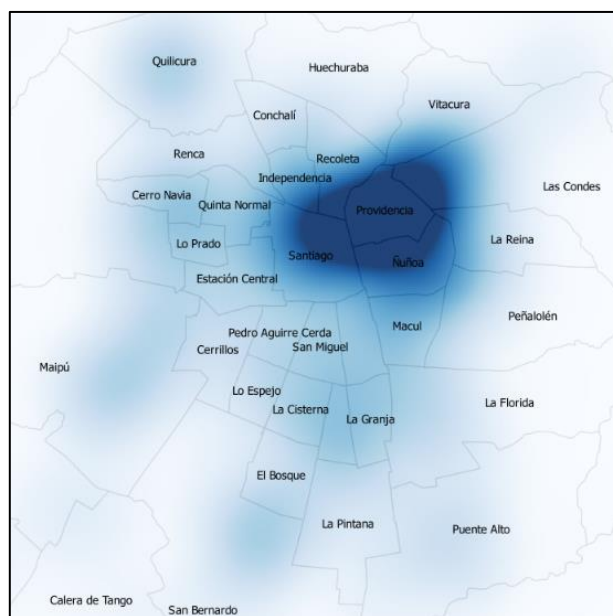 Quilicura
Huechuraba
Vitacura
Conchalí
Renca
Recoleta
Independencia
Las Condes
Cerro Navia
Quinta Normal
Providencia
Lo Prado
La Reina
Santiago
Ñuñoa
Estación Central
Peñalolén
Macul
Pedro Aguirre Cerda
San Miguel
Cerrillos
Maipú
Lo Espejo
La Cisterna
La Granja
La Florida
El Bosque
La Pintana
Puente Alto
Calera de Tango
San Bernardo